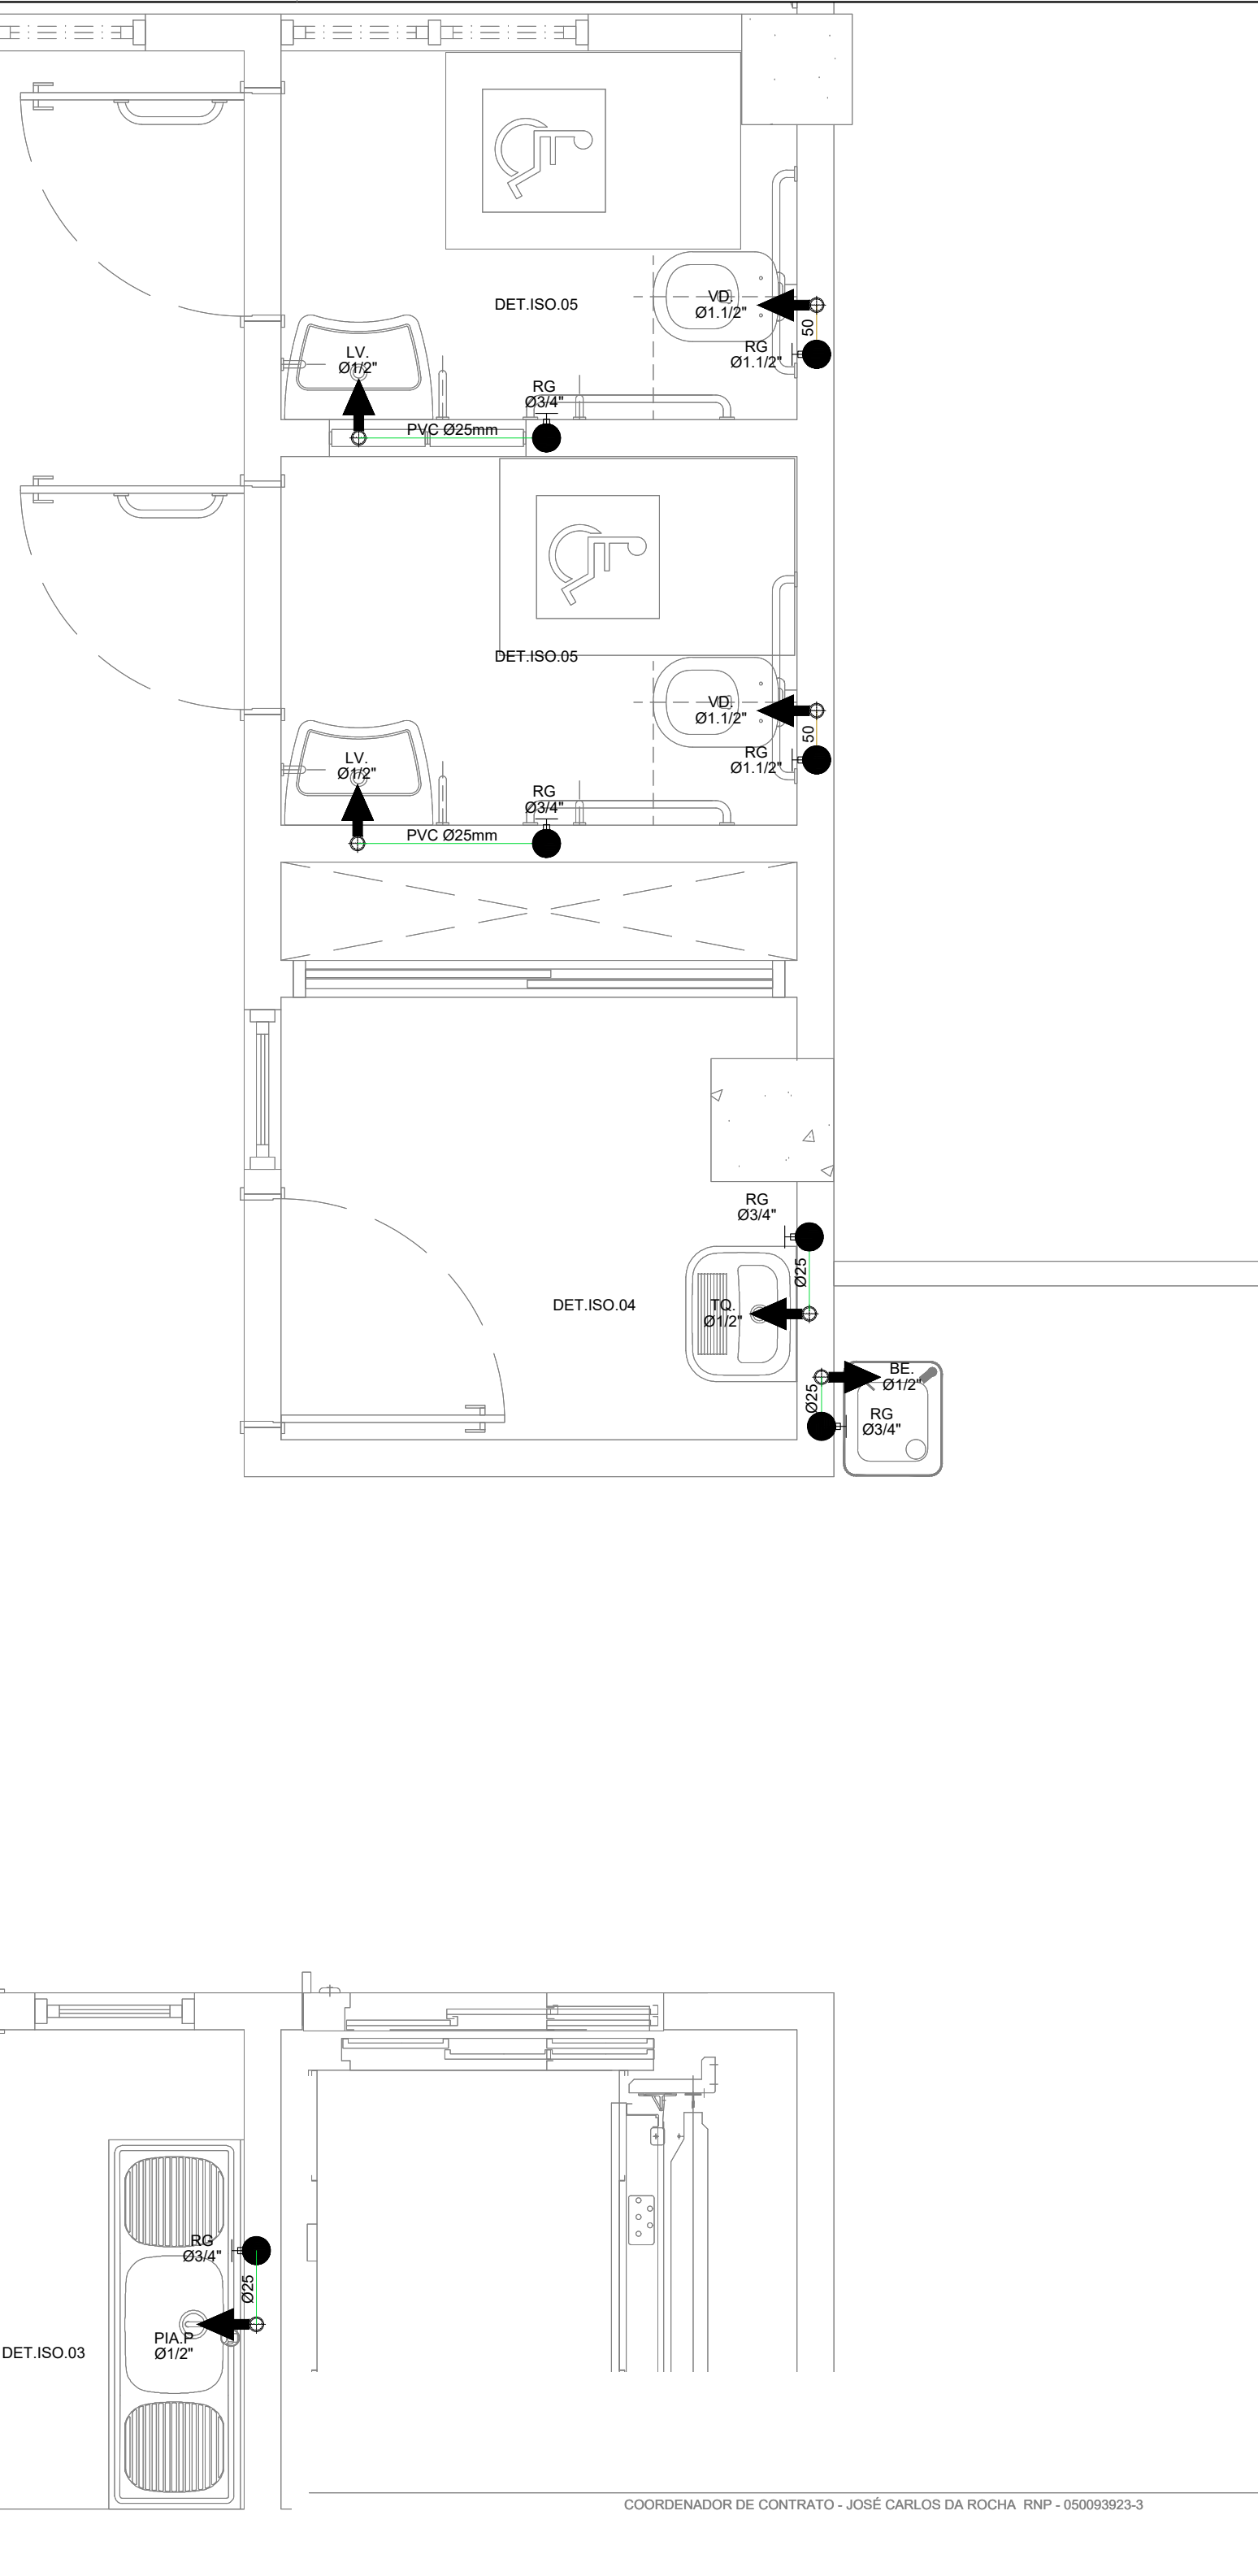 DET.ISO.05
VD.
Ø1.1/2"
50
RG
Ø1.1/2"
LV.
Ø1/2"
RG
Ø3/4"
PVC Ø25mm
DET.ISO.05
VD.
Ø1.1/2"
50
RG
Ø1.1/2"
LV.
Ø1/2"
RG
Ø3/4"
PVC Ø25mm
RG
Ø3/4"
Ø25
DET.ISO.04
TQ.
Ø1/2"
BE.
Ø1/2"
Ø25
RG
Ø3/4"
RG
Ø3/4"
Ø25
PIA.P
Ø1/2"
DET.ISO.03
COORDENADOR DE CONTRATO - JOSÉ CARLOS DA ROCHA RNP - 050093923-3